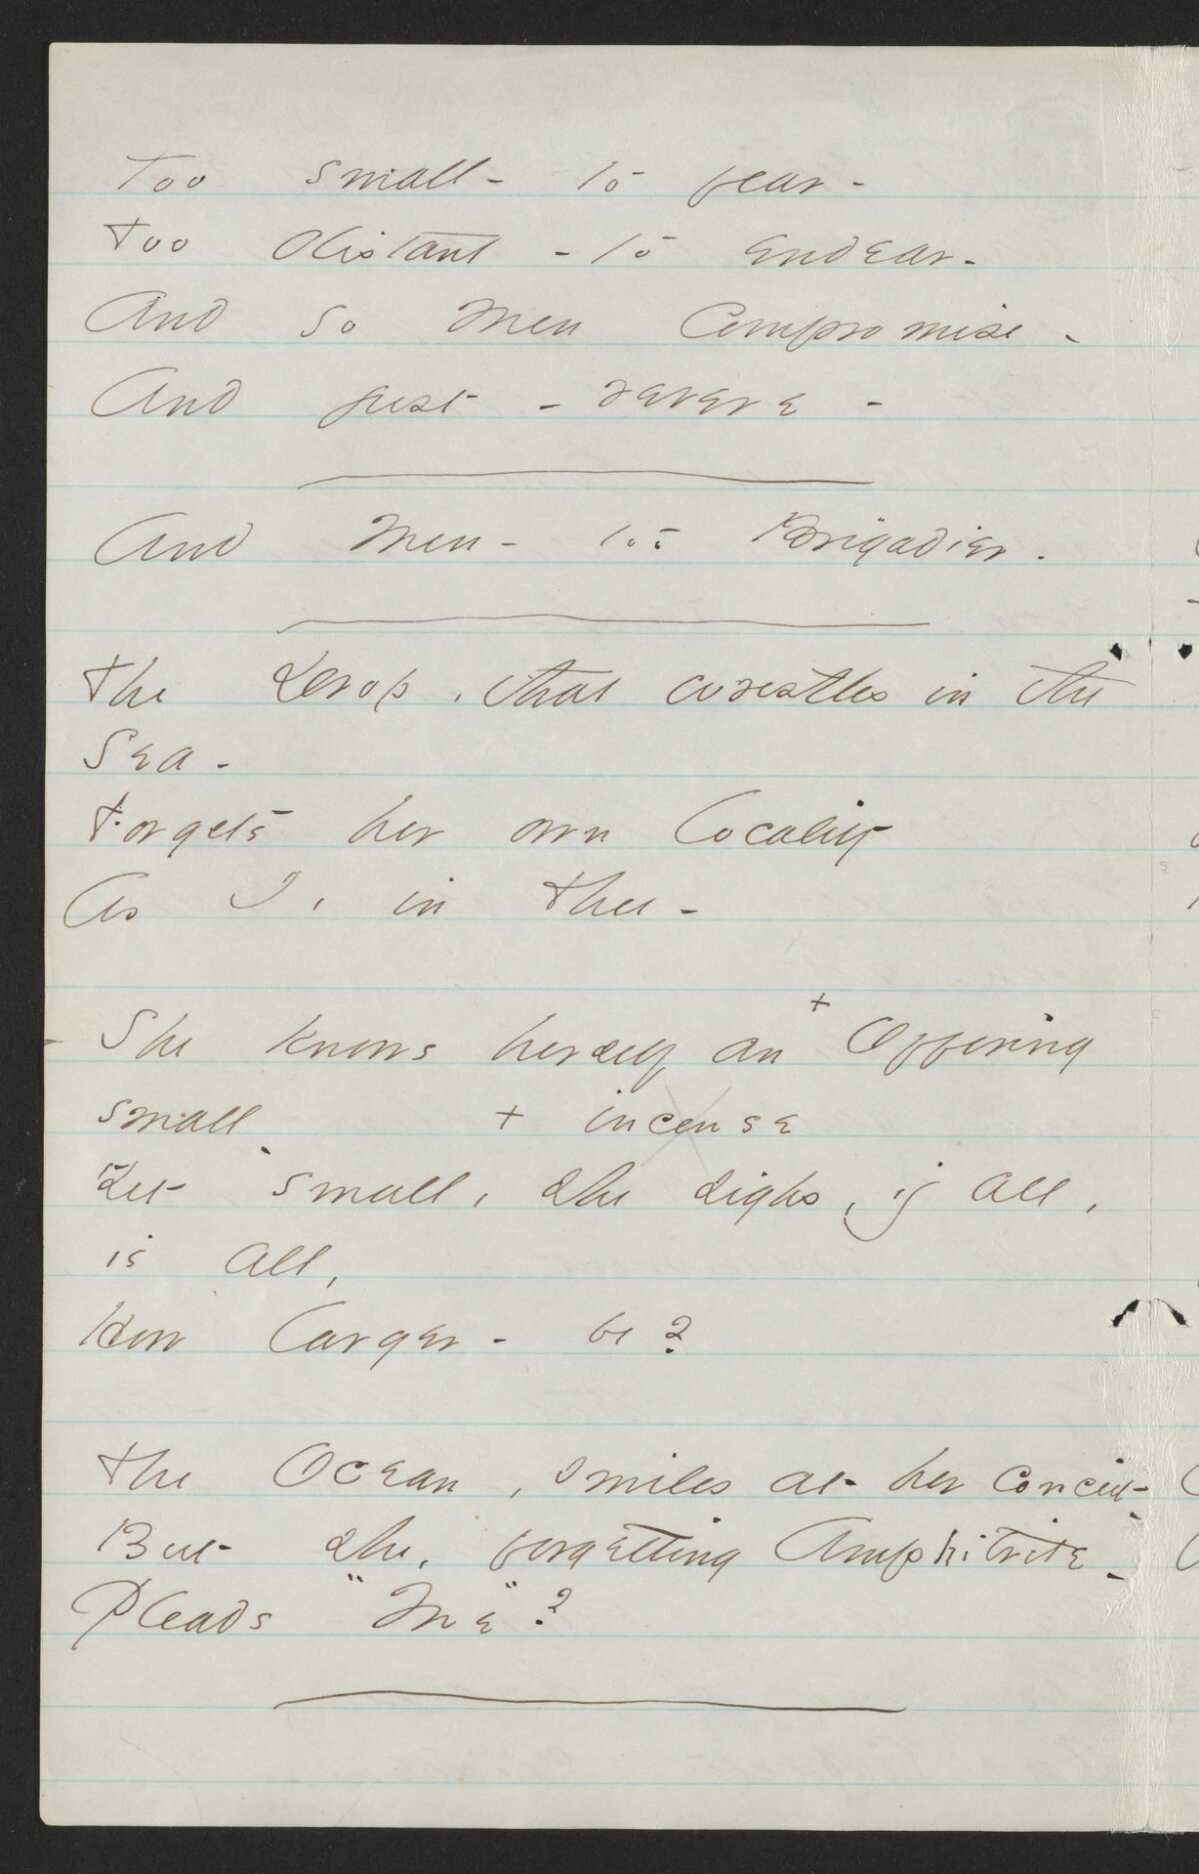 Too small - to fear -
Too distant - to endear -
And so Men Compromise -
And just - revere -
And Men - too Brigadier -
The Drop, that wrestles in the
Sea -
Forgets her own locality
As I, in Thee -
She knows herself an + Offering
small + incense
Yet small, she sighs, if all,
is all,
How larger - be?
The Ocean, smiles at her conceit -
But she, forgetting Amphitrite -
Pleads "Me"?